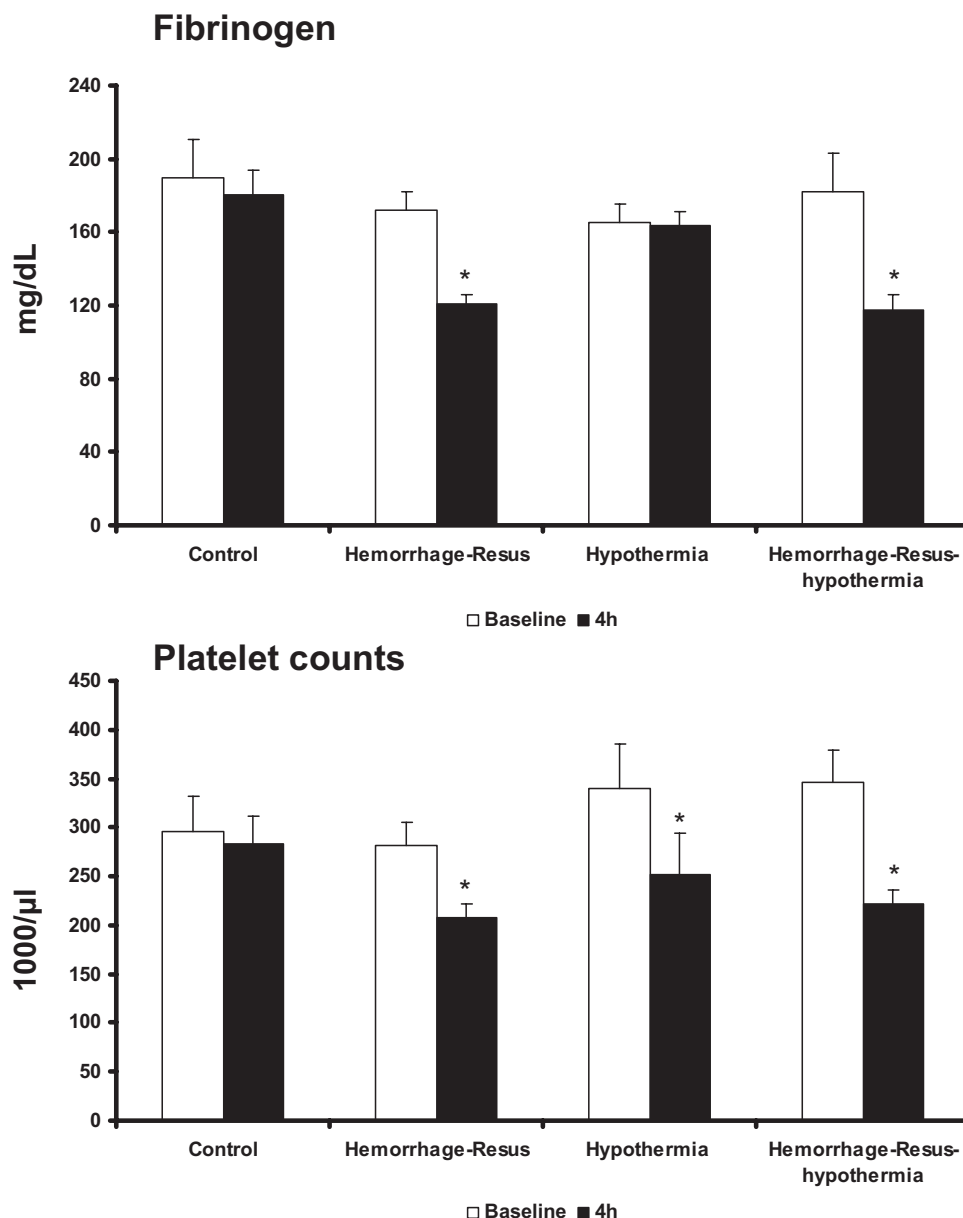 Fibrinogen
240
200
160
120
80
40
0
mg/dL
*
*
Control
Hemorrhage-Resus
Hypothermia
Hemorrhage-Resus-
hypothermia
Baseline 4h
Platelet counts
450
400
350
300
250
200
150
100
50
0
1000/µl
*
*
*
Control
Hemorrhage-Resus
Hypothermia
Hemorrhage-Resus-
hypothermia
Baseline 4h